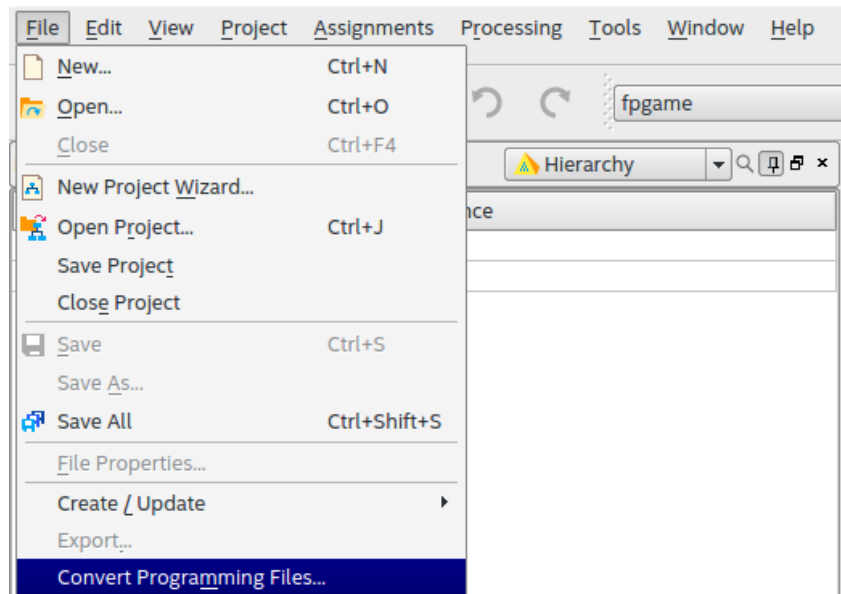 File Edit View Project Assignments Processing Tools Window Help
New... Ctrl+N
Open... Ctrl+O
fpgame
Close Ctrl+F4
Hierarchy
New Project Wizard...
nce
Open Project... Ctrl+J
Save Project
Close Project
Save Ctrl+S
Save As...
Save All Ctrl+Shift+S
File Properties...
Create / Update
Export...
Convert Programming Files...